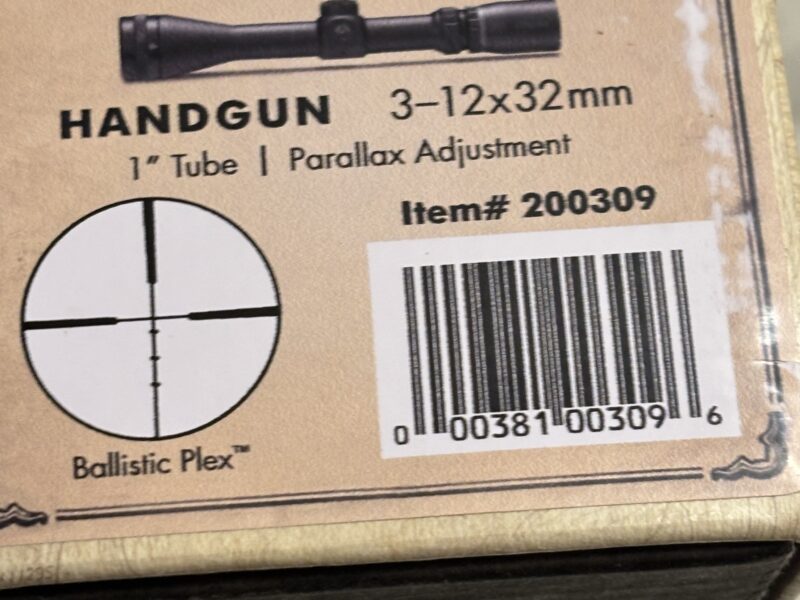 HANDGUN 3–12x32mm
1" Tube | Parallax Adjustment
Item# 200309
0 00381 00309 6
Ballistic Plex™